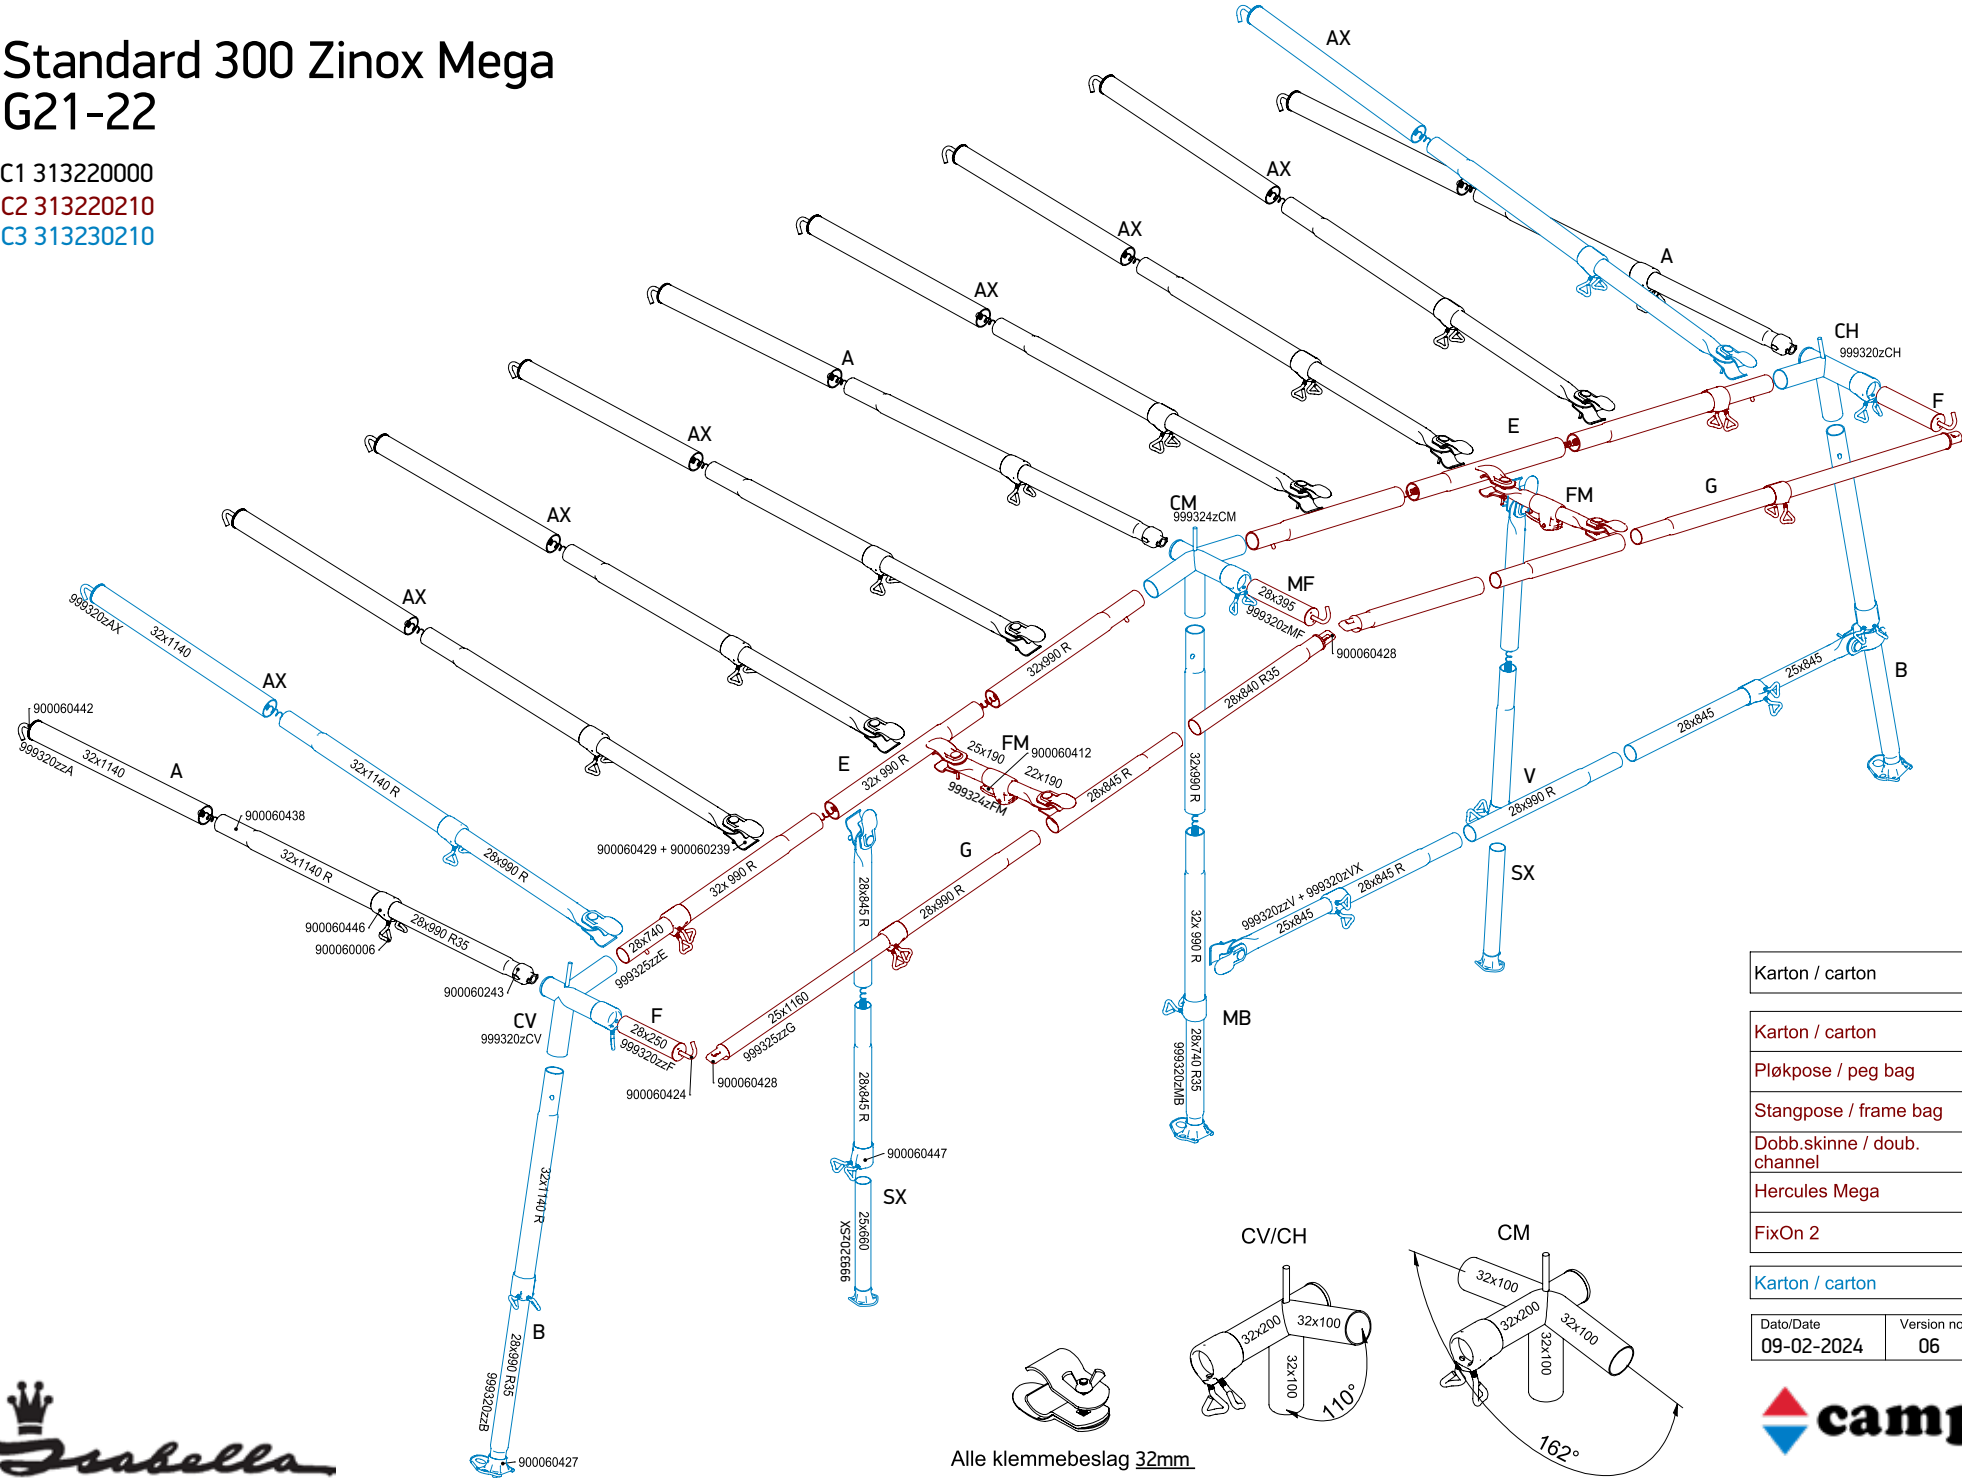 Standard 300 Zinox Mega
G21-22
C1 313220000
C2 313220210
C3 313230210
AX
AX
AX
A
CH
999320zCH
AX
F
E
A
G
FM
CM
999324zCM
AX
AX
MF
28x395
999320zMF
900060428
32x990 R
28x840 R35
25x845
B
28x845
AX
999320zAX
32x1140
AX
32x1140 R
28x990 R
900060442
32x1140
999320zzA
A
E
32x 990 R
25x190
FM
900060412
22x190
999324zFM
28x845 R
32x990 R
V
28x990 R
900060438
32x1140 R
900060429 + 900060239
32x 990 R
G
28x990 R
28x845 R
SX
999320zzV + 999320zVX
28x845 R
25x845
900060446
28x990 R35
900060006
28x740
999325zzE
32x 990 R
900060243
CV
999320zCV
F
28x250
999320zzF
25x1160
999325zzG
MB
28x740 R35
999320zMB
900060424
900060428
28x845 R
900060447
SX
25x660
999320zSX
32x1140 R
B
28x990 R35
999320zzB
900060427
Alle klemmebeslag 32mm
CV/CH
32x200
32x100
32x100
110°
CM
32x100
32x200
32x100
32x100
162°
Karton / carton
Karton / carton
Pløkpose / peg bag
Stangpose / frame bag
Dobb.skinne / doub.
channel
Hercules Mega
FixOn 2
Karton / carton
Dato/Date
Version no
09-02-2024
06
Isabella
camp